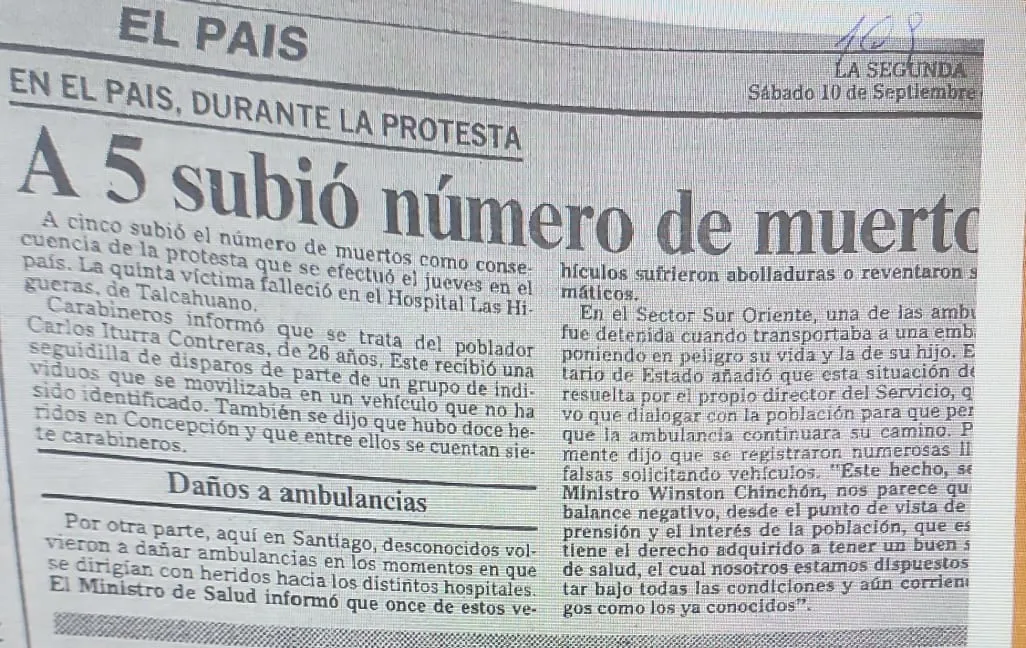 EL PAIS
108
LA SEGUNDA
Sábado 10 de Septiembre
EN EL PAIS, DURANTE LA PROTESTA
A 5 subió número de muerto
A cinco subió el número de muertos como conse-
cuencia de la protesta que se efectuó el jueves en el
país. La quinta víctima falleció en el Hospital Las Hi-
gueras, de Talcahuano.
Carabineros informó que se trata del poblador
Carlos Iturra Contreras, de 26 años. Este recibió una
seguidilla de disparos de parte de un grupo de indi-
viduos que se movilizaba en un vehículo que no ha
sido identificado. También se dijo que hubo doce he-
ridos en Concepción y que entre ellos se cuentan sie-
te carabineros.
Daños a ambulancias
Por otra parte, aquí en Santiago, desconocidos vol-
vieron a dañar ambulancias en los momentos en que
se dirigían con heridos hacia los distintos hospitales.
El Ministro de Salud informó que once de estos ve-
hículos sufrieron abolladuras o reventaron s
máticos.
En el Sector Sur Oriente, una de las ambu
fue detenida cuando transportaba a una emb
poniendo en peligro su vida y la de su hijo. E
tario de Estado añadió que esta situación de
resuelta por el propio director del Servicio, q
vo que dialogar con la población para que per
que la ambulancia continuara su camino. P
mente dijo que se registraron numerosas ll
falsas solicitando vehículos. "Este hecho, se
Ministro Winston Chinchón, nos parece qu
balance negativo, desde el punto de vista de
prensión y el interés de la población, que es
tiene el derecho adquirido a tener un buen s
de salud, el cual nosotros estamos dispuestos
tar bajo todas las condiciones y aún corrien
gos como los ya conocidos".